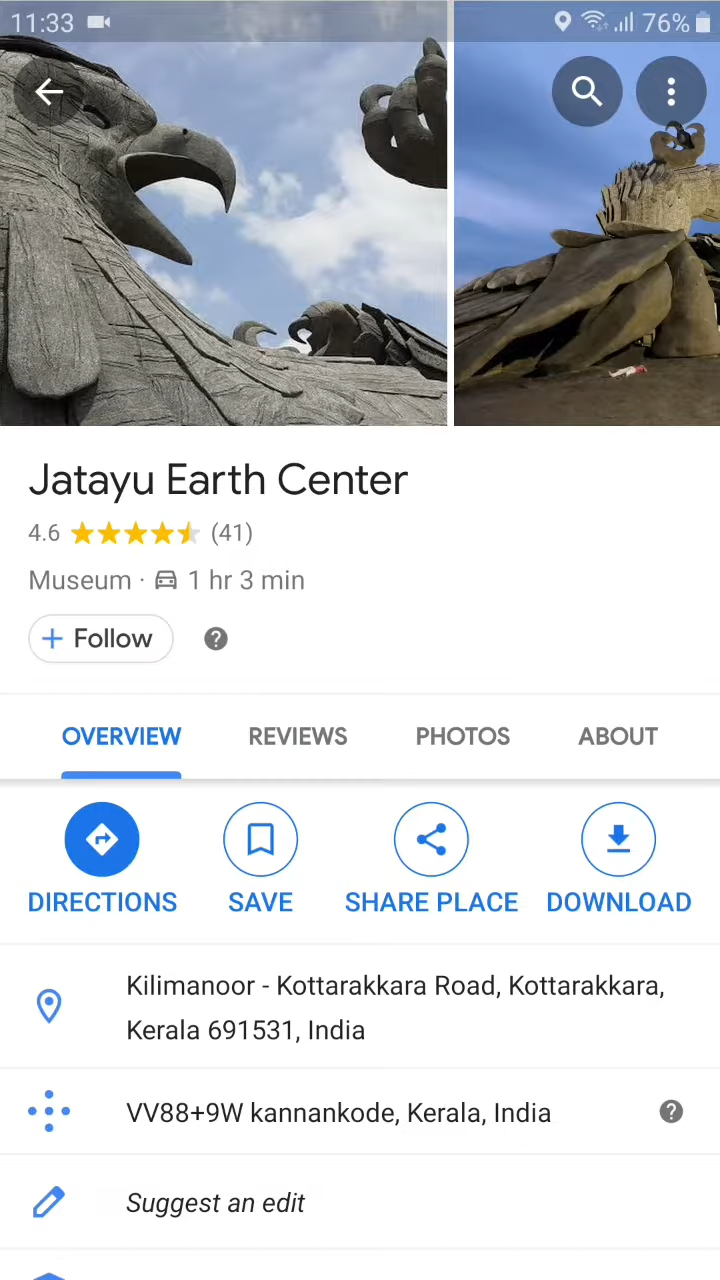 11:33 76%
Jatayu Earth Center
4.6 (41)
Museum · 1 hr 3 min
+ Follow
OVERVIEW REVIEWS PHOTOS ABOUT
DIRECTIONS SAVE SHARE PLACE DOWNLOAD
Kilimanoor - Kottarakkara Road, Kottarakkara,
Kerala 691531, India
VV88+9W kannankode, Kerala, India
Suggest an edit